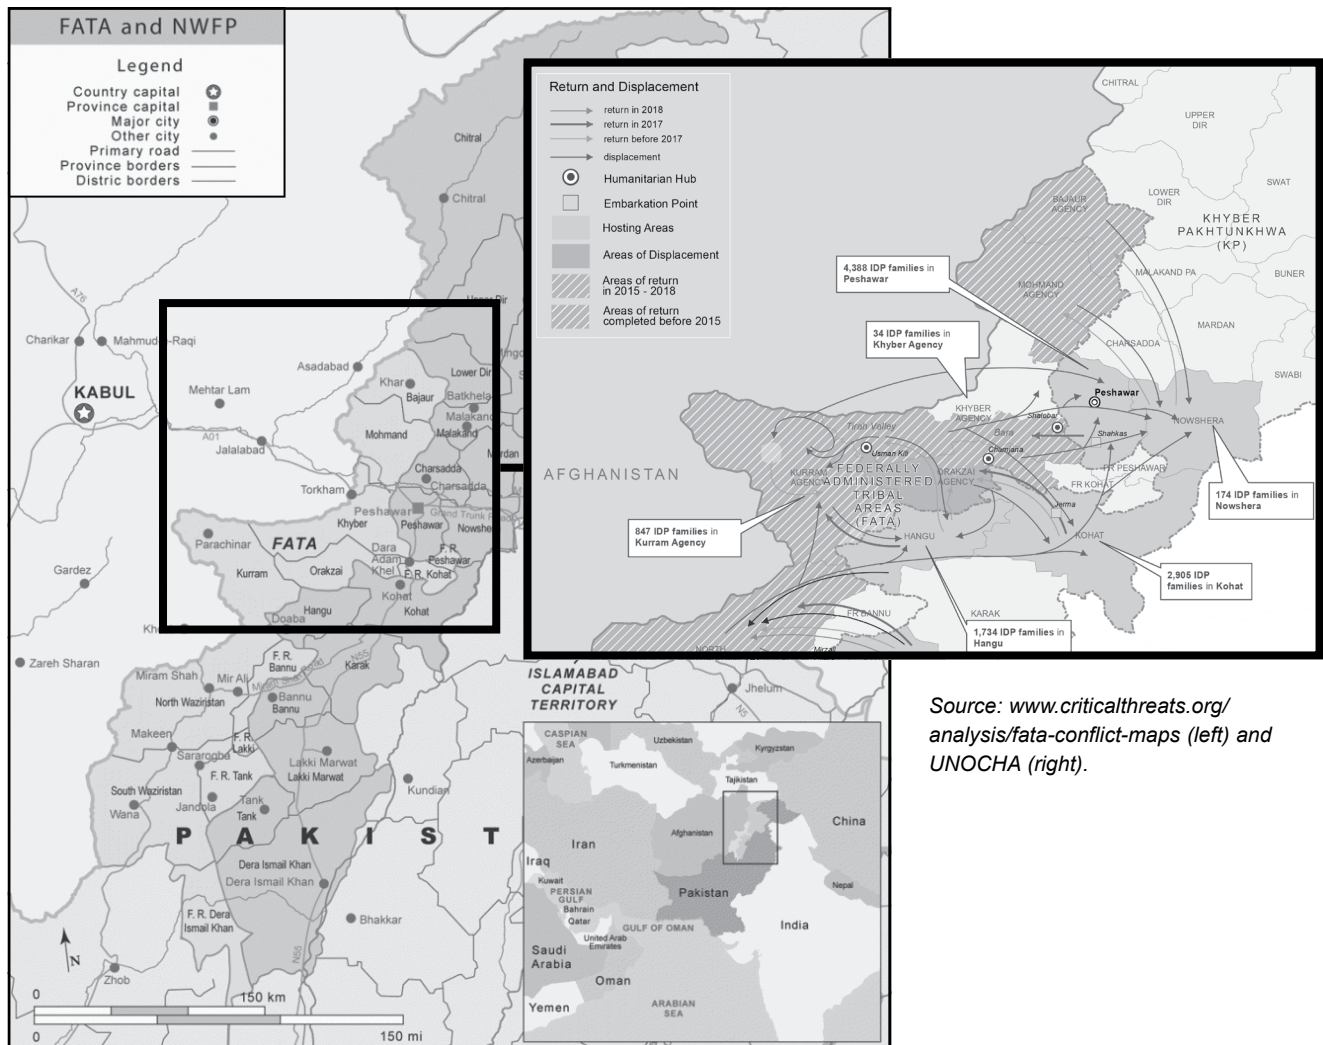 FATA and NWFP
Legend
Country capital
Province capital
Major city
Other city
Primary road
Province borders
Distric borders
Chitral
Chitral
A76
Charikar
Mahmud-e-Raqi
KABUL
Asadabad
Mehtar Lam
Khar
Bajaur
Lower Dir
Batkhela
Malakand
Malakand
Mohmand
A01
Jalalabad
Charsadda
Charsadda
Torkham
Peshawar
Grand Trunk
Khyber
Peshawar
Parachinar
FATA
Dara
Adam
Khel
F. R.
Peshawar
Kurram
Orakzai
F. R. Kohat
Kohat
Gardez
Hangu
Kohat
Doaba
Zareh Sharan
F. R.
Bannu
N55
Karak
Miram Shah
Mir Ali
North Waziristan
Bannu
Bannu
Makeen
F. R.
Lakki
Sararogha
Lakki Marwat
Lakki Marwat
F. R. Tank
Kundian
South Waziristan
Jandola
Tank
Tank
Wana
P A K I S T
Dera Ismail Khan
Dera Ismail Khan
F. R. Dera
Ismail Khan
Bhakkar
N
N55
Zhob
0
150 km
0
150 mi
Return and Displacement
return in 2018
return in 2017
return before 2017
displacement
Humanitarian Hub
Embarkation Point
Hosting Areas
Areas of Displacement
Areas of return
in 2015 - 2018
Areas of return
completed before 2015
CHITRAL
UPPER
DIR
SWAT
LOWER
DIR
BAJAUR
AGENCY
KHYBER
PAKHTUNKHWA
(KP)
4,388 IDP families in
Peshawar
MALAKAND PA
BUNER
MOHMAND
AGENCY
34 IDP families in
Khyber Agency
MARDAN
CHARSADDA
SWABI
Peshawar
KHYBER
AGENCY
Shalobar
NOWSHERA
Tirah Valley
Bara
Shahkas
Usman Kili
Chamjana
AFGHANISTAN
KURRAM
AGENCY
FEDERALLY
ADMINISTERED
TRIBAL
AREAS
(FATA)
ORAKZAI
AGENCY
FR PESHAWAR
FR KOHAT
174 IDP families in
Nowshera
Jerma
847 IDP families in
Kurram Agency
HANGU
KOHAT
2,905 IDP
families in Kohat
FR BANNU
KARAK
1,734 IDP families in
Hangu
NORTH
Mirzail
ISLAMABAD
CAPITAL
TERRITORY
Jhelum
N5
CASPIAN
SEA
Uzbekistan
Kyrgyzstan
Azerbaijan
Turkmenistan
Tajikistan
Afghanistan
China
Iran
Iraq
Kuwait
PERSIAN
GULF
Bahrain
Qatar
Pakistan
Nepal
GULF OF OMAN
India
United Arab
Emirates
Saudi
Arabia
Oman
Yemen
ARABIAN
SEA
Source: www.criticalthreats.org/
analysis/fata-conflict-maps (left) and
UNOCHA (right).